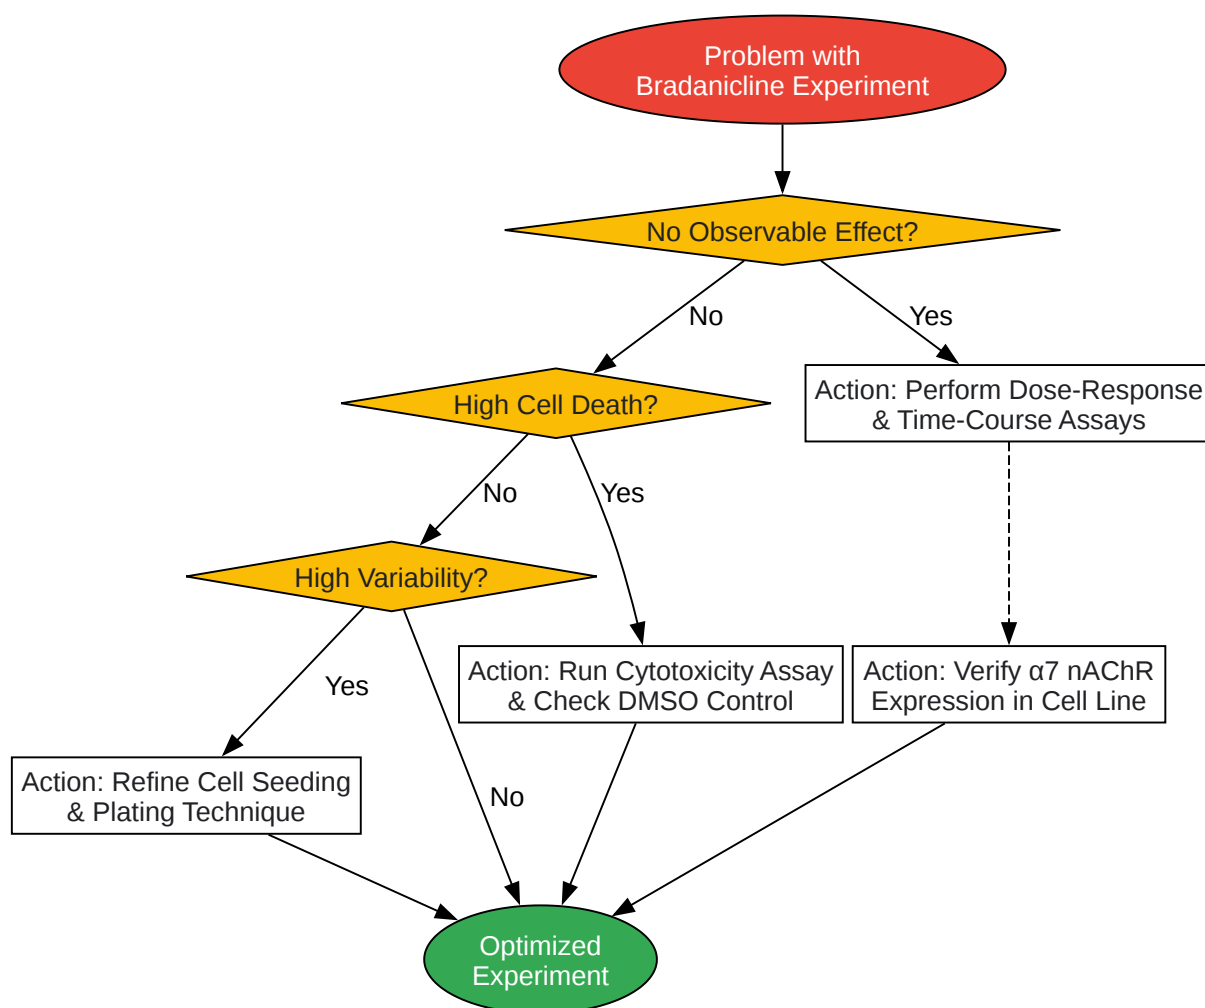 Problem with
Bradanicline Experiment
No Observable Effect?
No
Yes
High Cell Death?
Action: Perform Dose-Response
& Time-Course Assays
No
Yes
High Variability?
Action: Run Cytotoxicity Assay
& Check DMSO Control
Action: Verify α7 nAChR
Expression in Cell Line
Yes
No
Action: Refine Cell Seeding
& Plating Technique
Optimized
Experiment